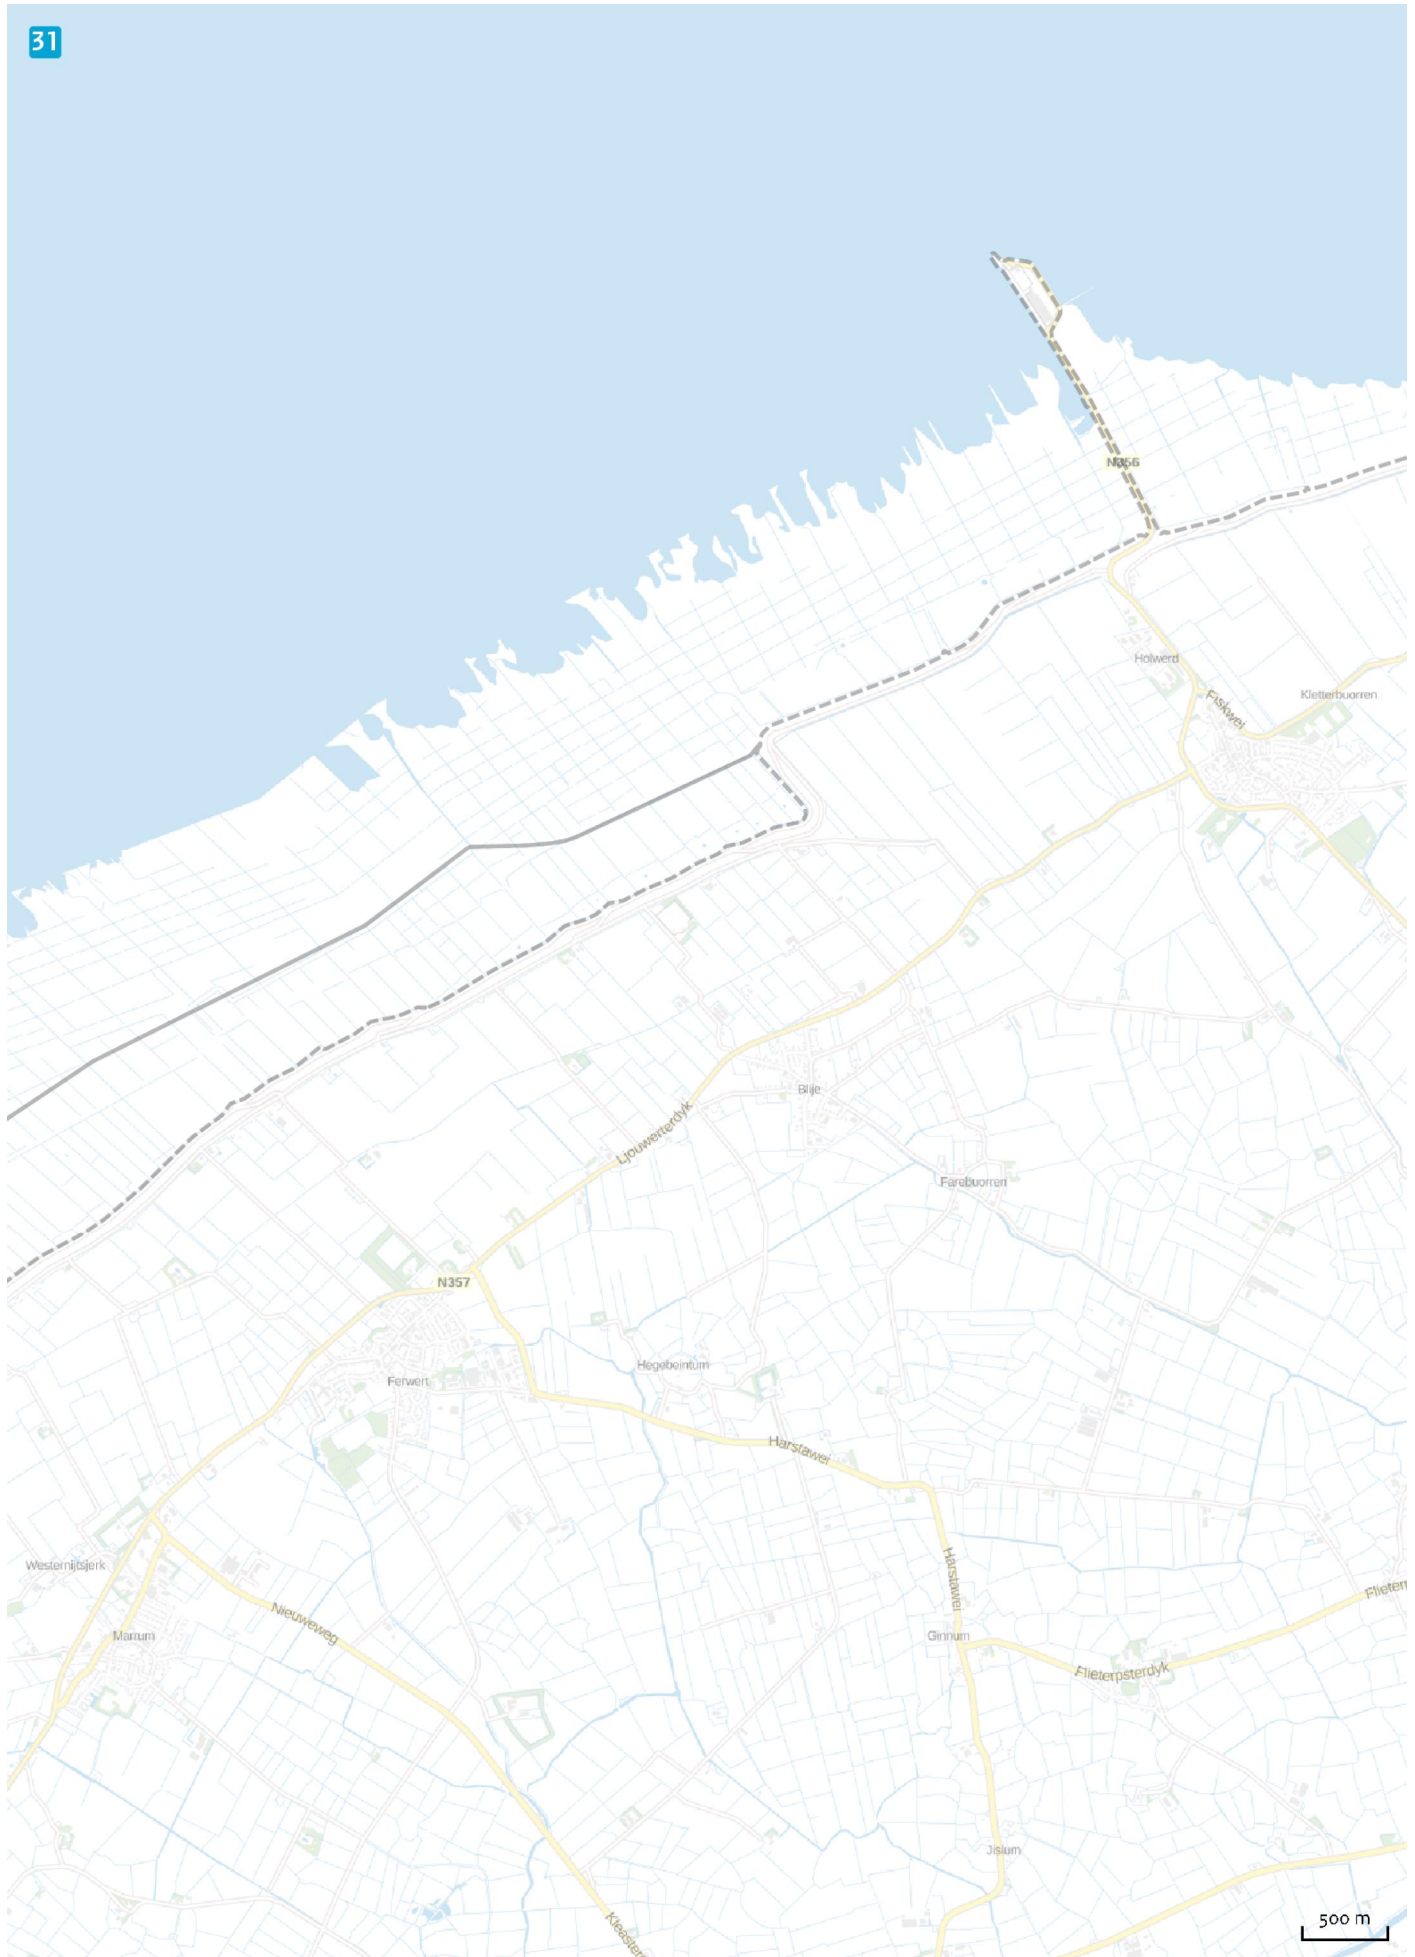 31
N356
Holwerd
Fiskwei
Kletterbuorren
Blije
Ljouwerterdyk
Farebuorren
N357
Hegebeintum
Ferwert
Harstawei
Westernijtsjerk
Harstawei
Flieterp
Nieuweweg
Marrum
Ginnum
Flieterpsterdyk
Jislum
500 m